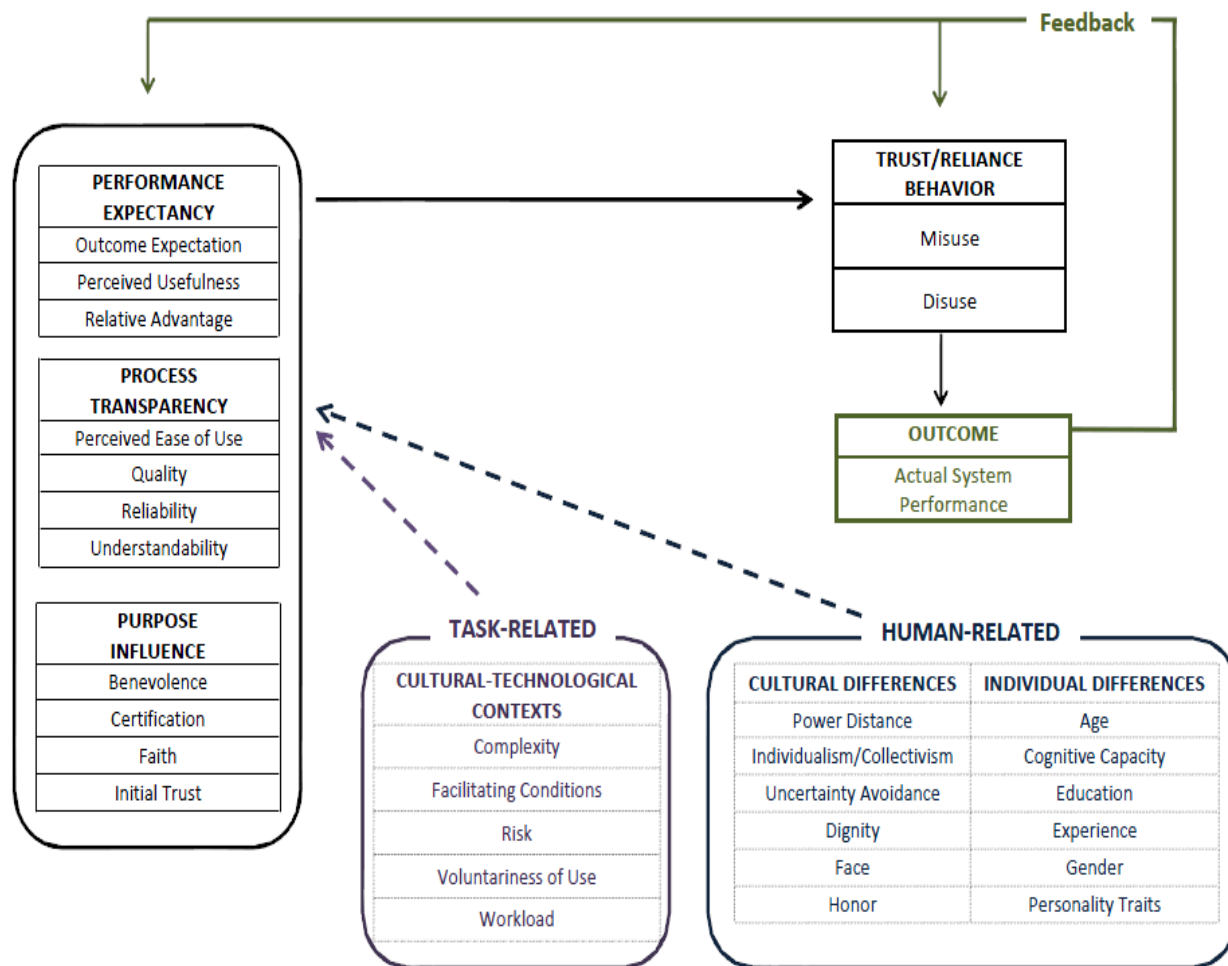 Feedback
PERFORMANCE
EXPECTANCY
Outcome Expectation
Perceived Usefulness
Relative Advantage
PROCESS
TRANSPARENCY
Perceived Ease of Use
Quality
Reliability
Understandability
PURPOSE
INFLUENCE
Benevolence
Certification
Faith
Initial Trust
TRUST/RELIANCE
BEHAVIOR
Misuse
Disuse
OUTCOME
Actual System
Performance
TASK-RELATED
CULTURAL-TECHNOLOGICAL
CONTEXTS
Complexity
Facilitating Conditions
Risk
Voluntariness of Use
Workload
HUMAN-RELATED
CULTURAL DIFFERENCES INDIVIDUAL DIFFERENCES
Power Distance Age
Individualism/Collectivism Cognitive Capacity
Uncertainty Avoidance Education
Dignity Experience
Face Gender
Honor Personality Traits